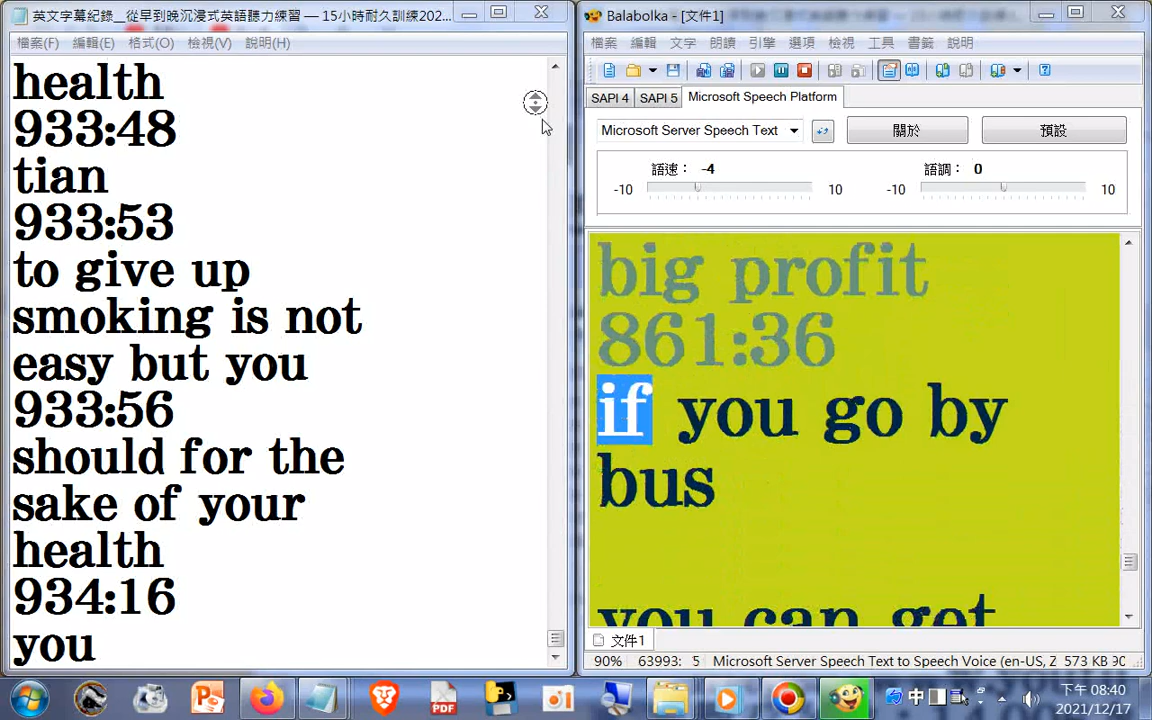 英文字幕紀錄__從早到晚沉浸式英語聽力練習 — 15小時耐久訓練202...
檔案(F) 編輯(E) 格式(O) 檢視(V) 說明(H)
health
933:48
tian
933:53
to give up
smoking is not
easy but you
933:56
should for the
sake of your
health
934:16
you
Balabolka - [文件1]
檔案 編輯 文字 朗讀 引擎 選項 檢視 工具 書籤 說明
SAPI 4 SAPI 5 Microsoft Speech Platform
Microsoft Server Speech Text 關於 預設
語速： -4 語調： 0
-10 10 -10 10
big profit
861:36
if you go by
bus
you can get
文件1
90% 63993: 5 Microsoft Server Speech Text to Speech Voice (en-US, Z 573 KB
中
下午 08:40
2021/12/17